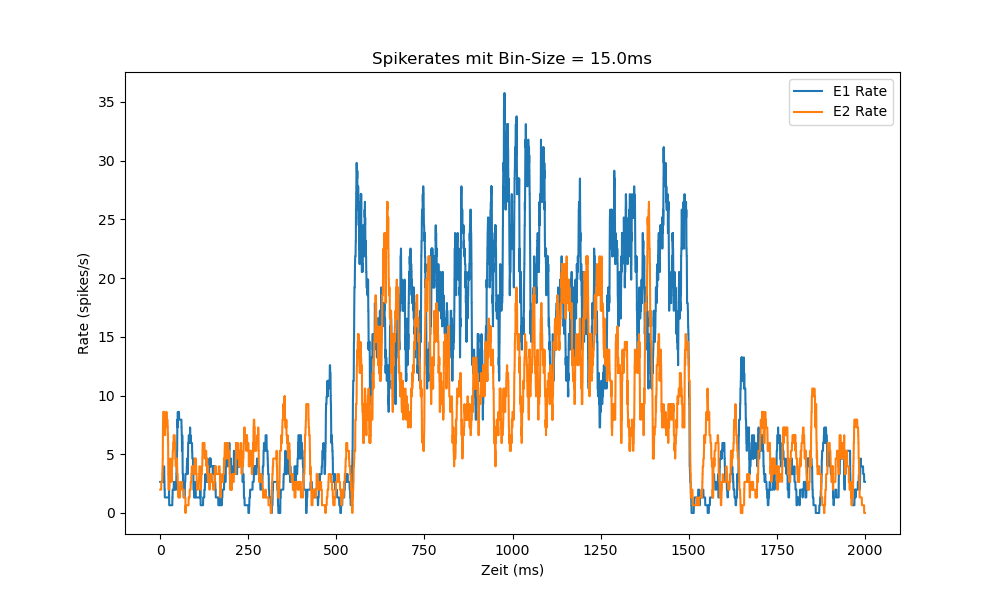 Spikerates mit Bin-Size = 15.0ms
E1 Rate
E2 Rate
Rate (spikes/s)
35
30
25
20
15
10
5
0
0 250 500 750 1000 1250 1500 1750 2000
Zeit (ms)